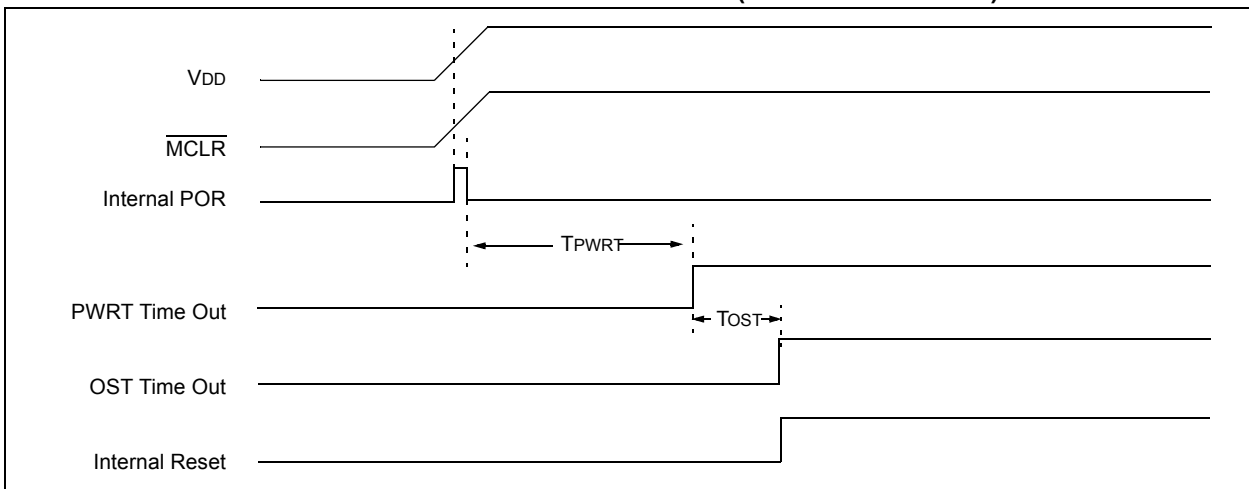 VDD
MCLR
Internal POR
TPWRT
PWRT Time Out
TOST
OST Time Out
Internal Reset